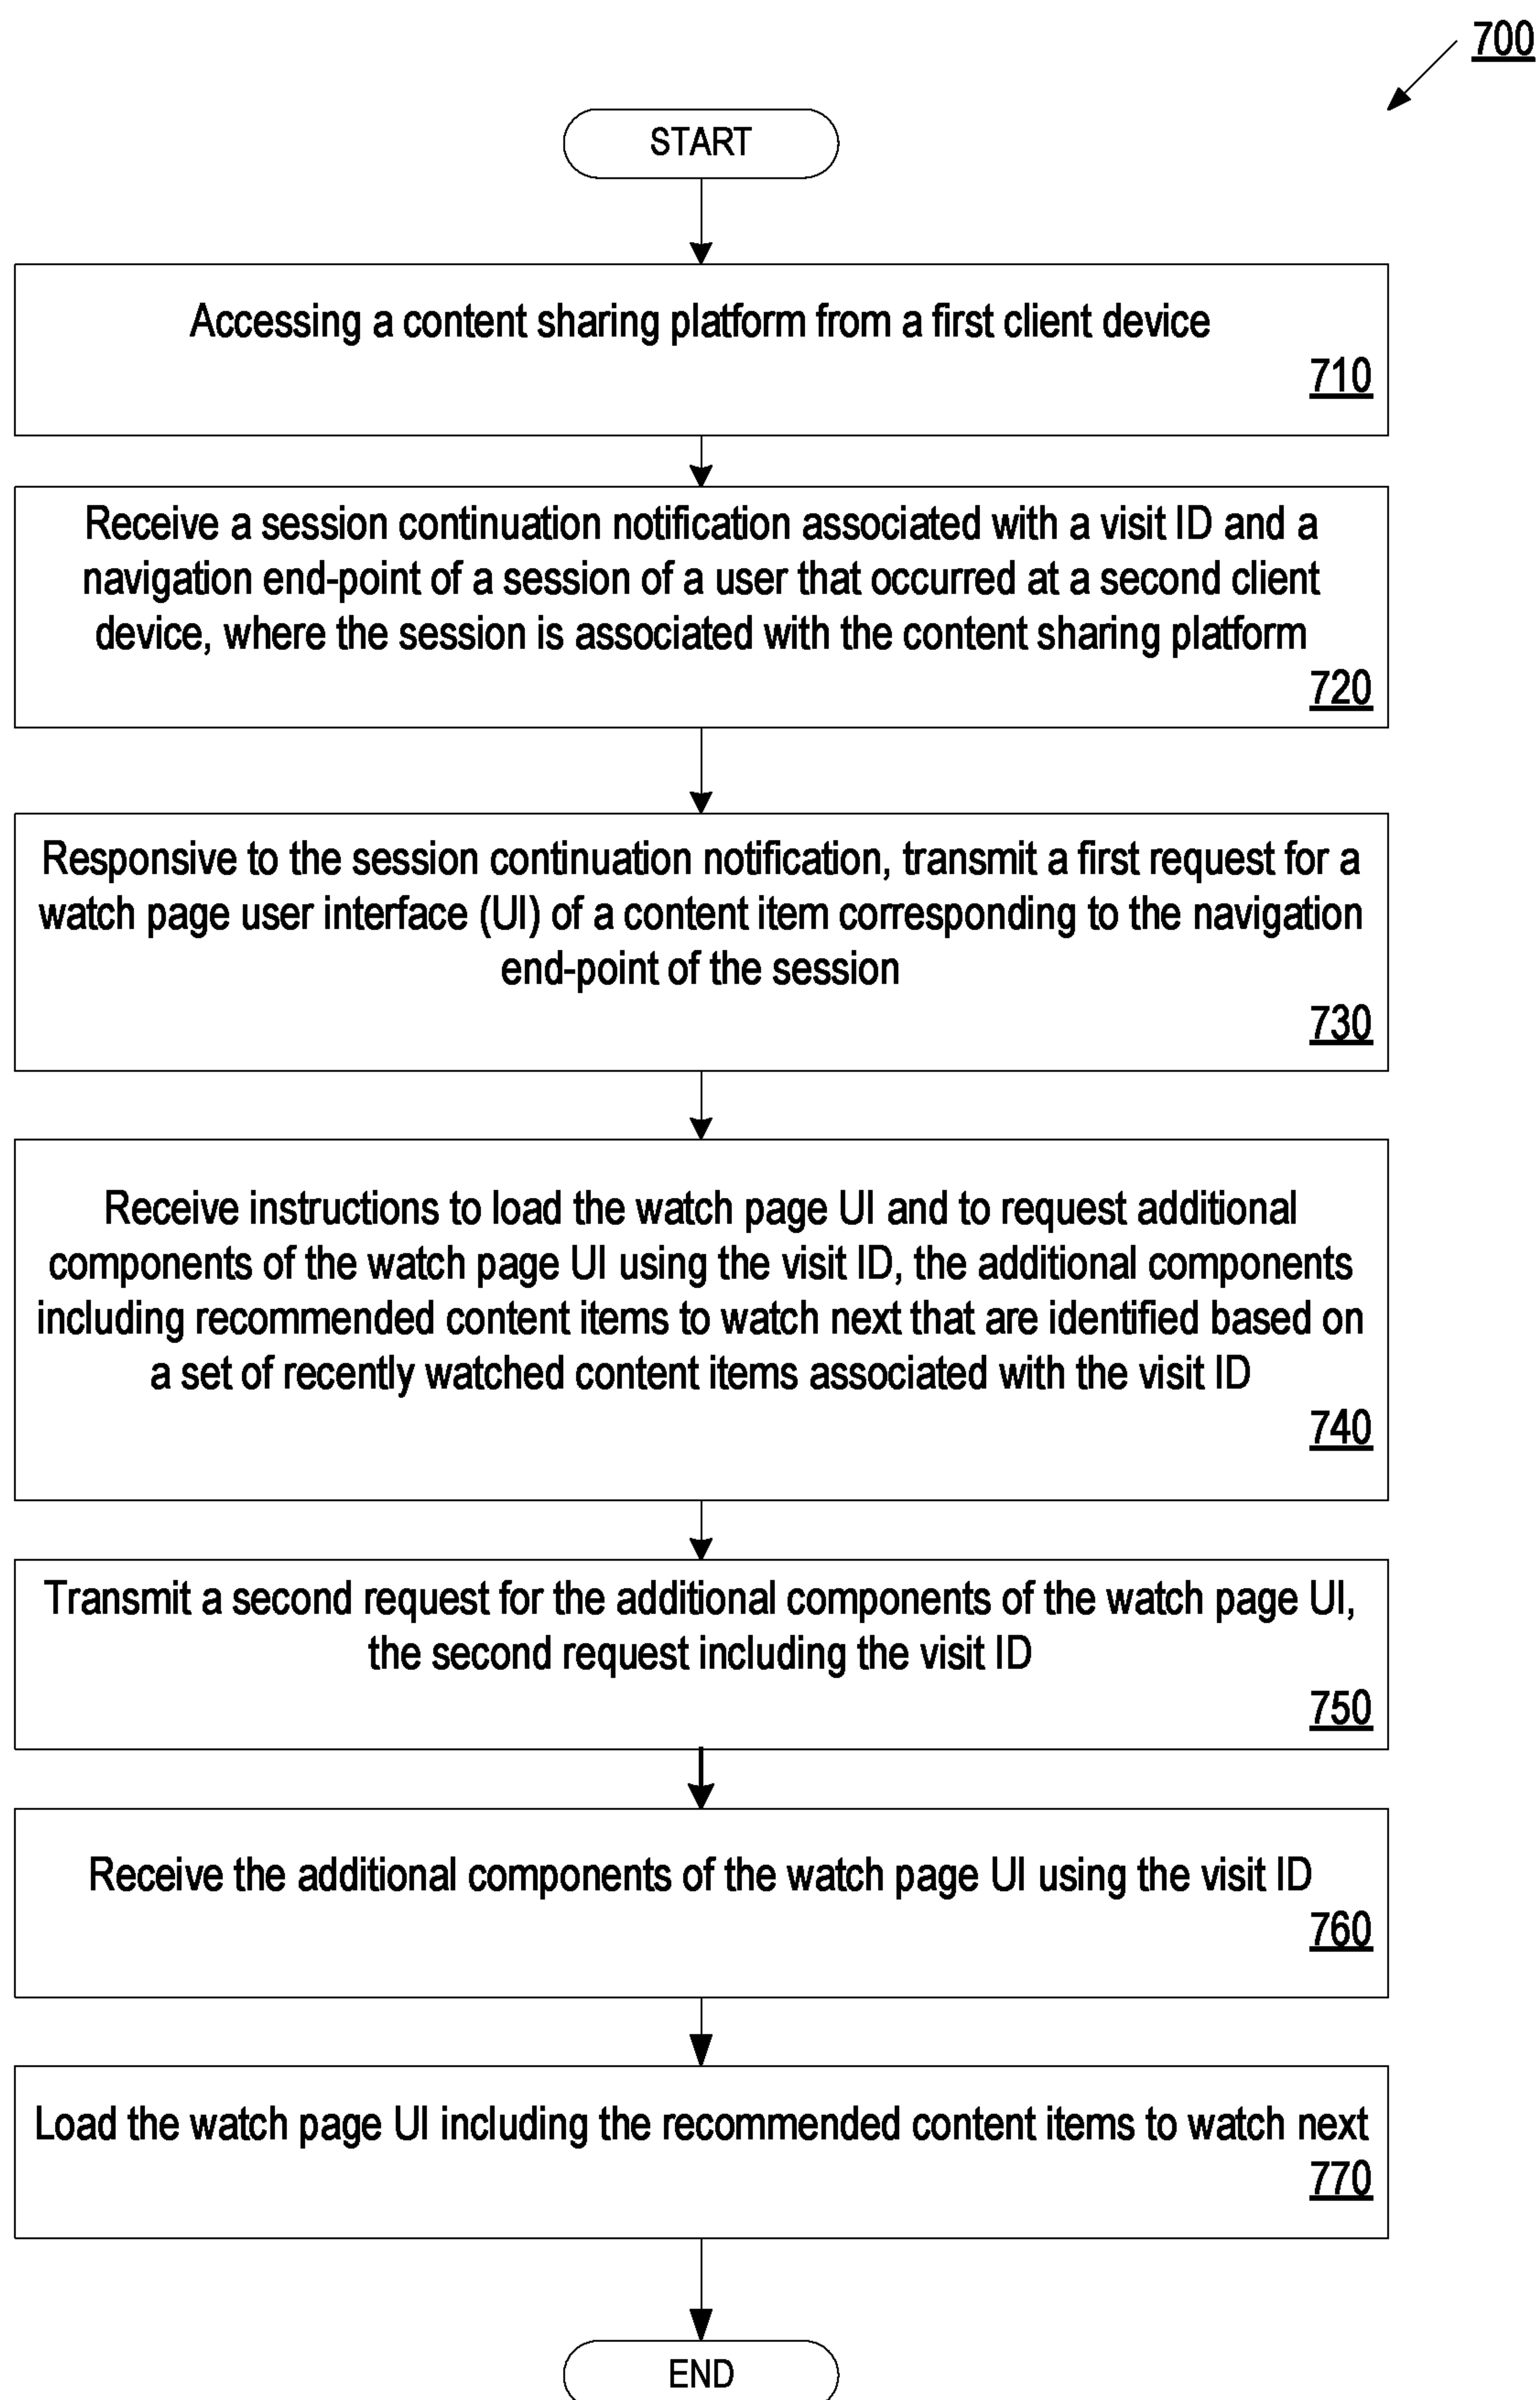 700
START
Accessing a content sharing platform from a first client device
710
Receive a session continuation notification associated with a visit ID and a
navigation end-point of a session of a user that occurred at a second client
device, where the session is associated with the content sharing platform
720
Responsive to the session continuation notification, transmit a first request for a
watch page user interface (UI) of a content item corresponding to the navigation
end-point of the session
730
Receive instructions to load the watch page UI and to request additional
components of the watch page UI using the visit ID, the additional components
including recommended content items to watch next that are identified based on
a set of recently watched content items associated with the visit ID
740
Transmit a second request for the additional components of the watch page UI,
the second request including the visit ID
750
Receive the additional components of the watch page UI using the visit ID
760
Load the watch page UI including the recommended content items to watch next
770
END